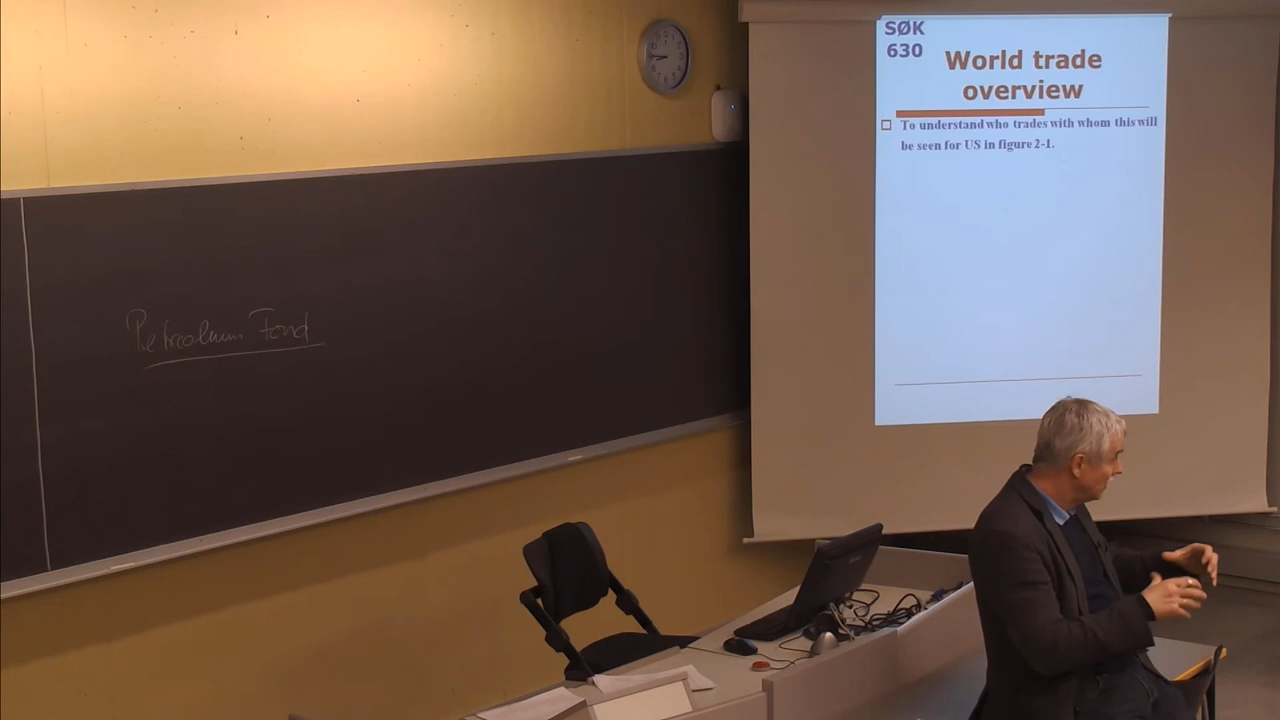 Petroleum Fond
SØK
630
World trade
overview
To understand who trades with whom this will
be seen for US in figure 2-1.